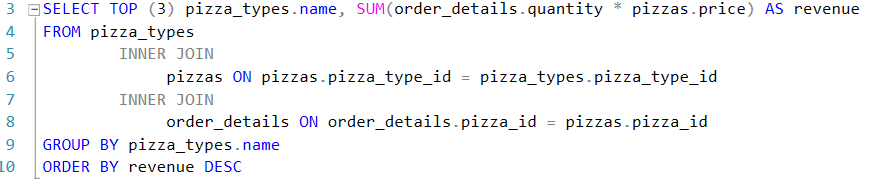 3 SELECT TOP (3) pizza_types.name, SUM(order_details.quantity * pizzas.price) AS revenue
4 FROM pizza_types
5 INNER JOIN
6 pizzas ON pizzas.pizza_type_id = pizza_types.pizza_type_id
7 INNER JOIN
8 order_details ON order_details.pizza_id = pizzas.pizza_id
9 GROUP BY pizza_types.name
10 ORDER BY revenue DESC